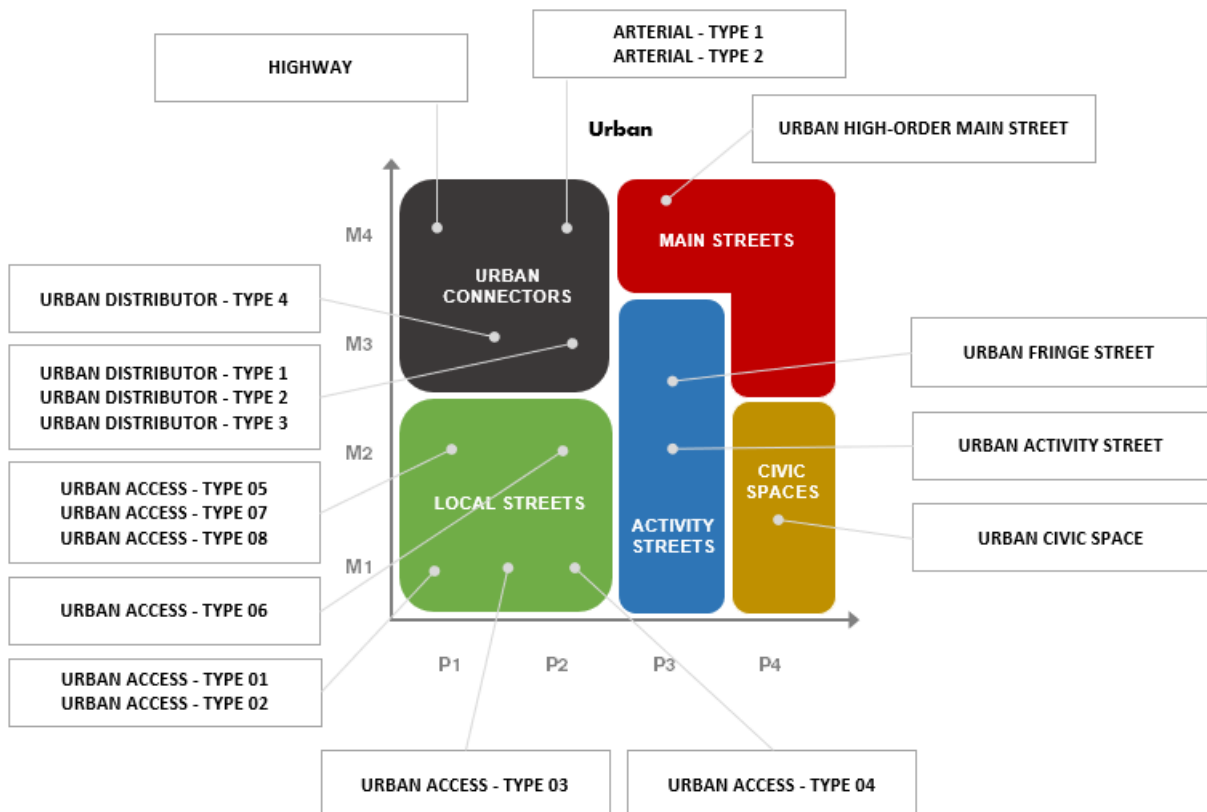 ARTERIAL - TYPE 1
ARTERIAL - TYPE 2
HIGHWAY
Urban
URBAN HIGH-ORDER MAIN STREET
M4
MAIN STREETS
URBAN
CONNECTORS
URBAN DISTRIBUTOR - TYPE 4
M3
URBAN FRINGE STREET
URBAN DISTRIBUTOR - TYPE 1
URBAN DISTRIBUTOR - TYPE 2
URBAN DISTRIBUTOR - TYPE 3
M2
URBAN ACTIVITY STREET
CIVIC
SPACES
URBAN ACCESS - TYPE 05
URBAN ACCESS - TYPE 07
URBAN ACCESS - TYPE 08
LOCAL STREETS
ACTIVITY
STREETS
URBAN CIVIC SPACE
M1
URBAN ACCESS - TYPE 06
P1
P2
P3
P4
URBAN ACCESS - TYPE 01
URBAN ACCESS - TYPE 02
URBAN ACCESS - TYPE 03
URBAN ACCESS - TYPE 04